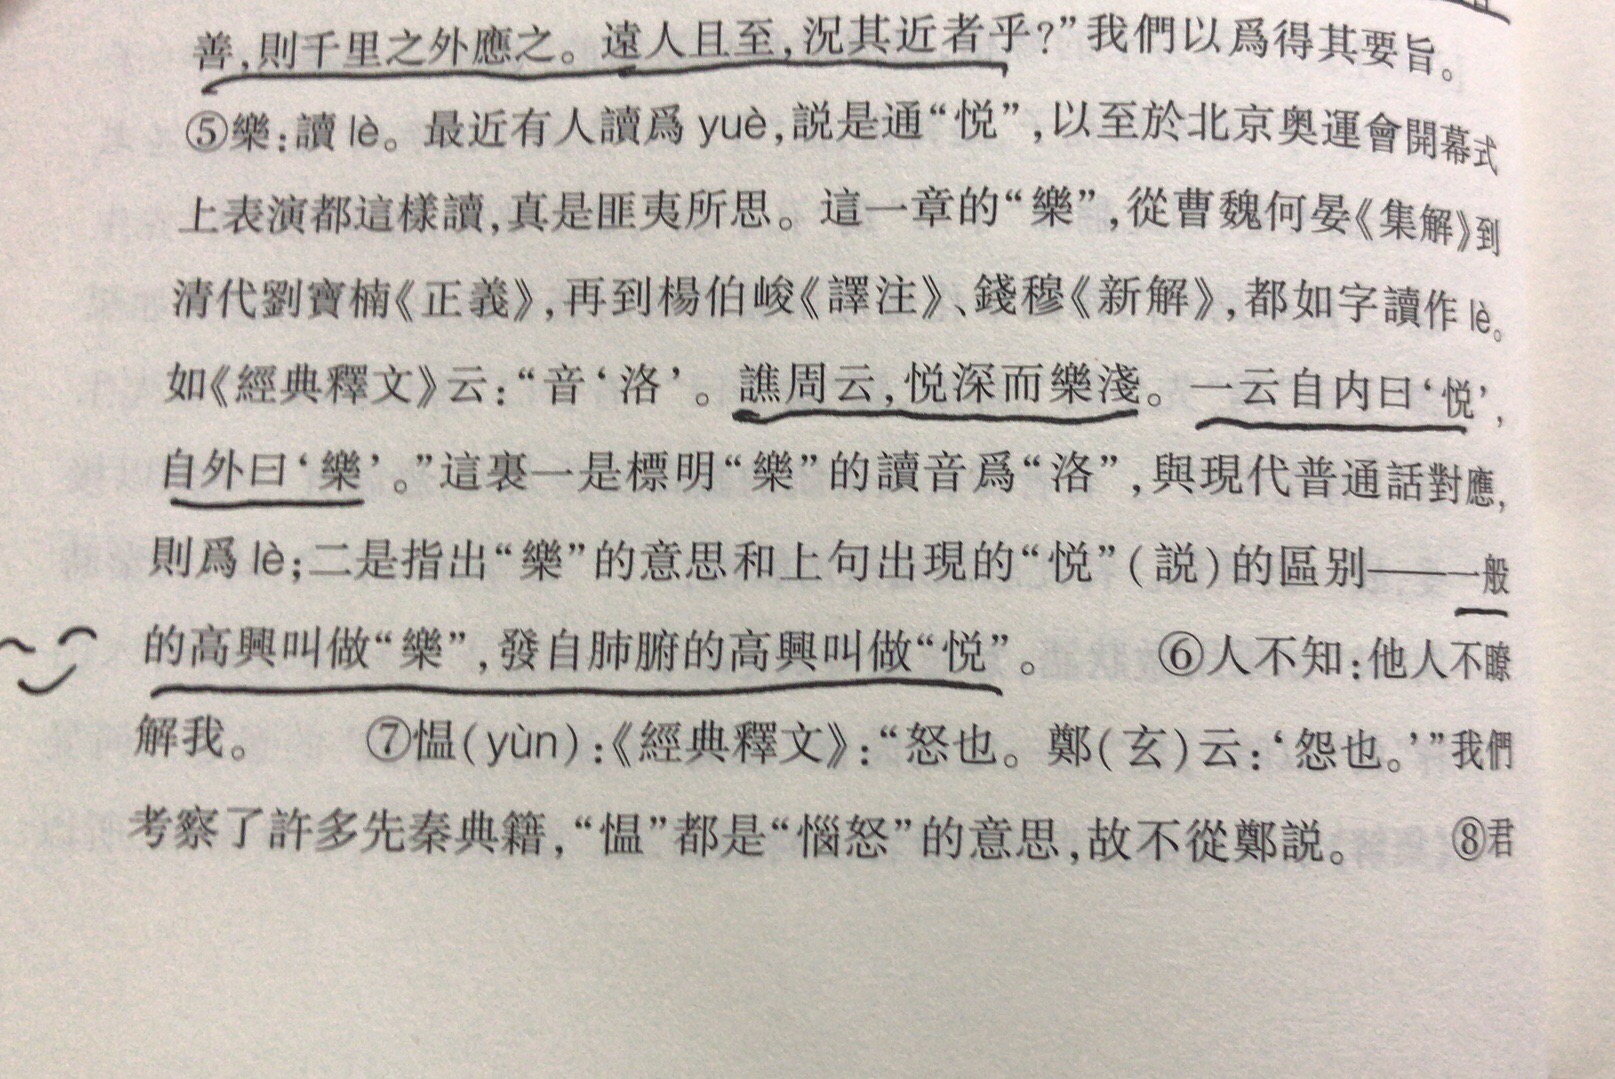 善,則千里之外應之。遠人且至,況其近者乎?”我們以爲得其要旨。
⑤樂:讀lè。最近有人讀爲yuè,説是通“悦”,以至於北京奥運會開幕式
上表演都這樣讀,真是匪夷所思。這一章的“樂”,從曹魏何晏《集解》到
清代劉寶楠《正義》,再到楊伯峻《譯注》、錢穆《新解》,都如字讀作lè。
如《經典釋文》云:“音‘洛’。譙周云,悦深而樂淺。一云自内曰‘悦’,
自外曰‘樂’。”這裏一是標明“樂”的讀音爲“洛”,與現代普通話對應,
則爲lè;二是指出“樂”的意思和上句出現的“悦”(説)的區别——一般
的高興叫做“樂”,發自肺腑的高興叫做“悦”。 ⑥人不知:他人不瞭
解我。 ⑦愠(yùn):《經典釋文》:“怒也。鄭(玄)云:‘怨也。’”我們
考察了許多先秦典籍,“愠”都是“惱怒”的意思,故不從鄭説。 ⑧君